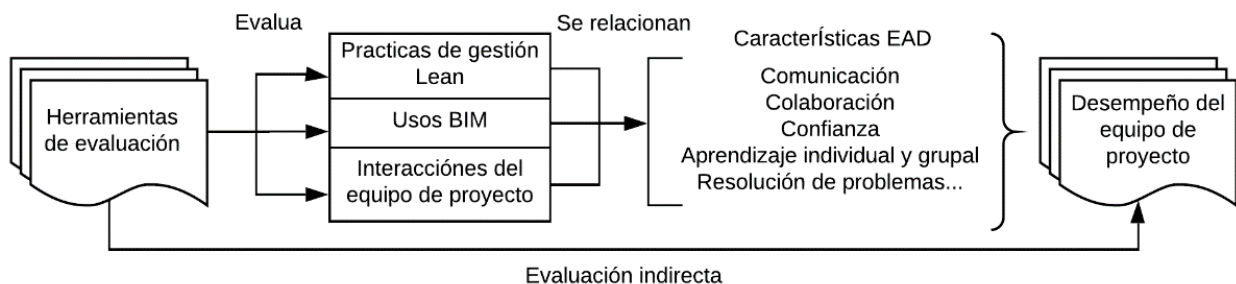 Evalua
Se relacionan
Herramientas
de evaluación
Practicas de gestión
Lean
Usos BIM
Interacciónes del
equipo de proyecto
Características EAD
Comunicación
Colaboración
Confianza
Aprendizaje individual y grupal
Resolución de problemas...
Desempeño del
equipo de
proyecto
Evaluación indirecta